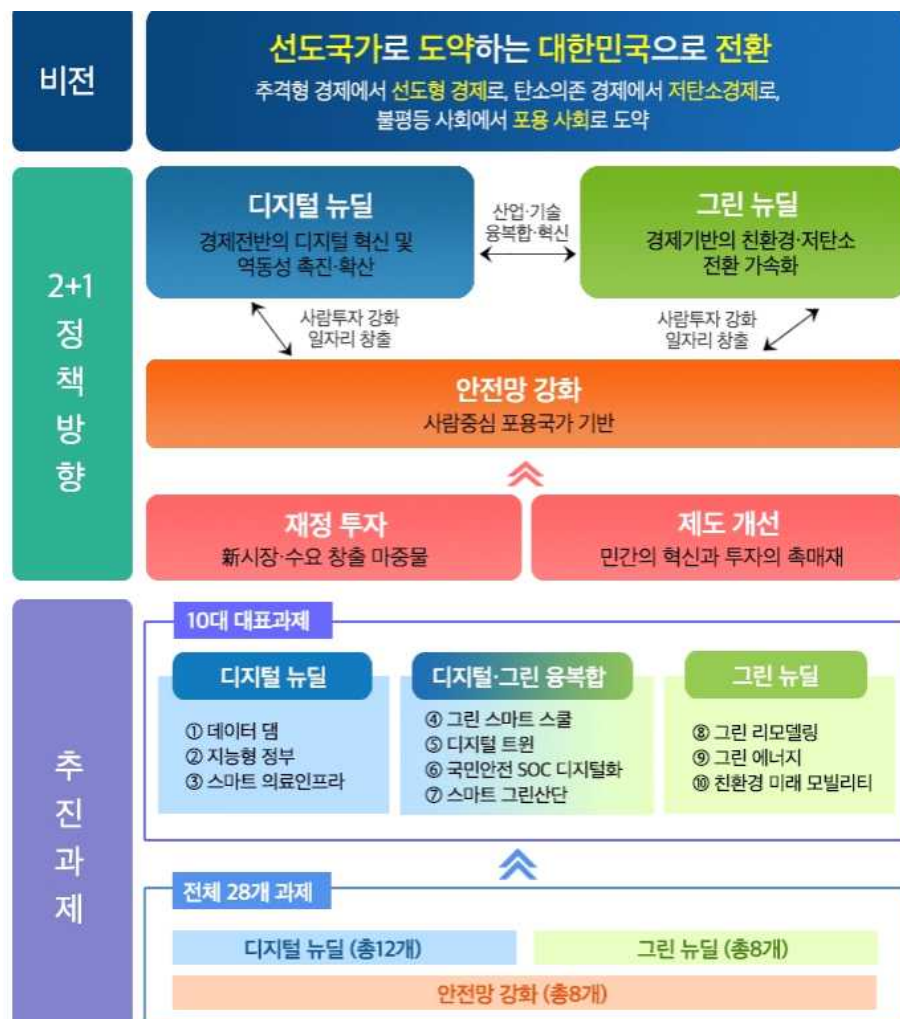 비전
선도국가로 도약하는 대한민국으로 전환
추격형 경제에서 선도형 경제로, 탄소의존 경제에서 저탄소경제로,
불평등 사회에서 포용 사회로 도약
2+1
정
책
방
향
디지털 뉴딜
경제전반의 디지털 혁신 및
역동성 촉진·확산
산업·기술
융복합·혁신
그린 뉴딜
경제기반의 친환경·저탄소
전환 가속화
사람투자 강화
일자리 창출
사람투자 강화
일자리 창출
안전망 강화
사람중심 포용국가 기반
재정 투자
新시장·수요 창출 마중물
제도 개선
민간의 혁신과 투자의 촉매재
추
진
과
제
10대 대표과제
디지털 뉴딜
① 데이터 댐
② 지능형 정부
③ 스마트 의료인프라
디지털·그린 융복합
④ 그린 스마트 스쿨
⑤ 디지털 트윈
⑥ 국민안전 SOC 디지털화
⑦ 스마트 그린산단
그린 뉴딜
⑧ 그린 리모델링
⑨ 그린 에너지
⑩ 친환경 미래 모빌리티
전체 28개 과제
디지털 뉴딜 (총12개)
그린 뉴딜 (총8개)
안전망 강화 (총8개)